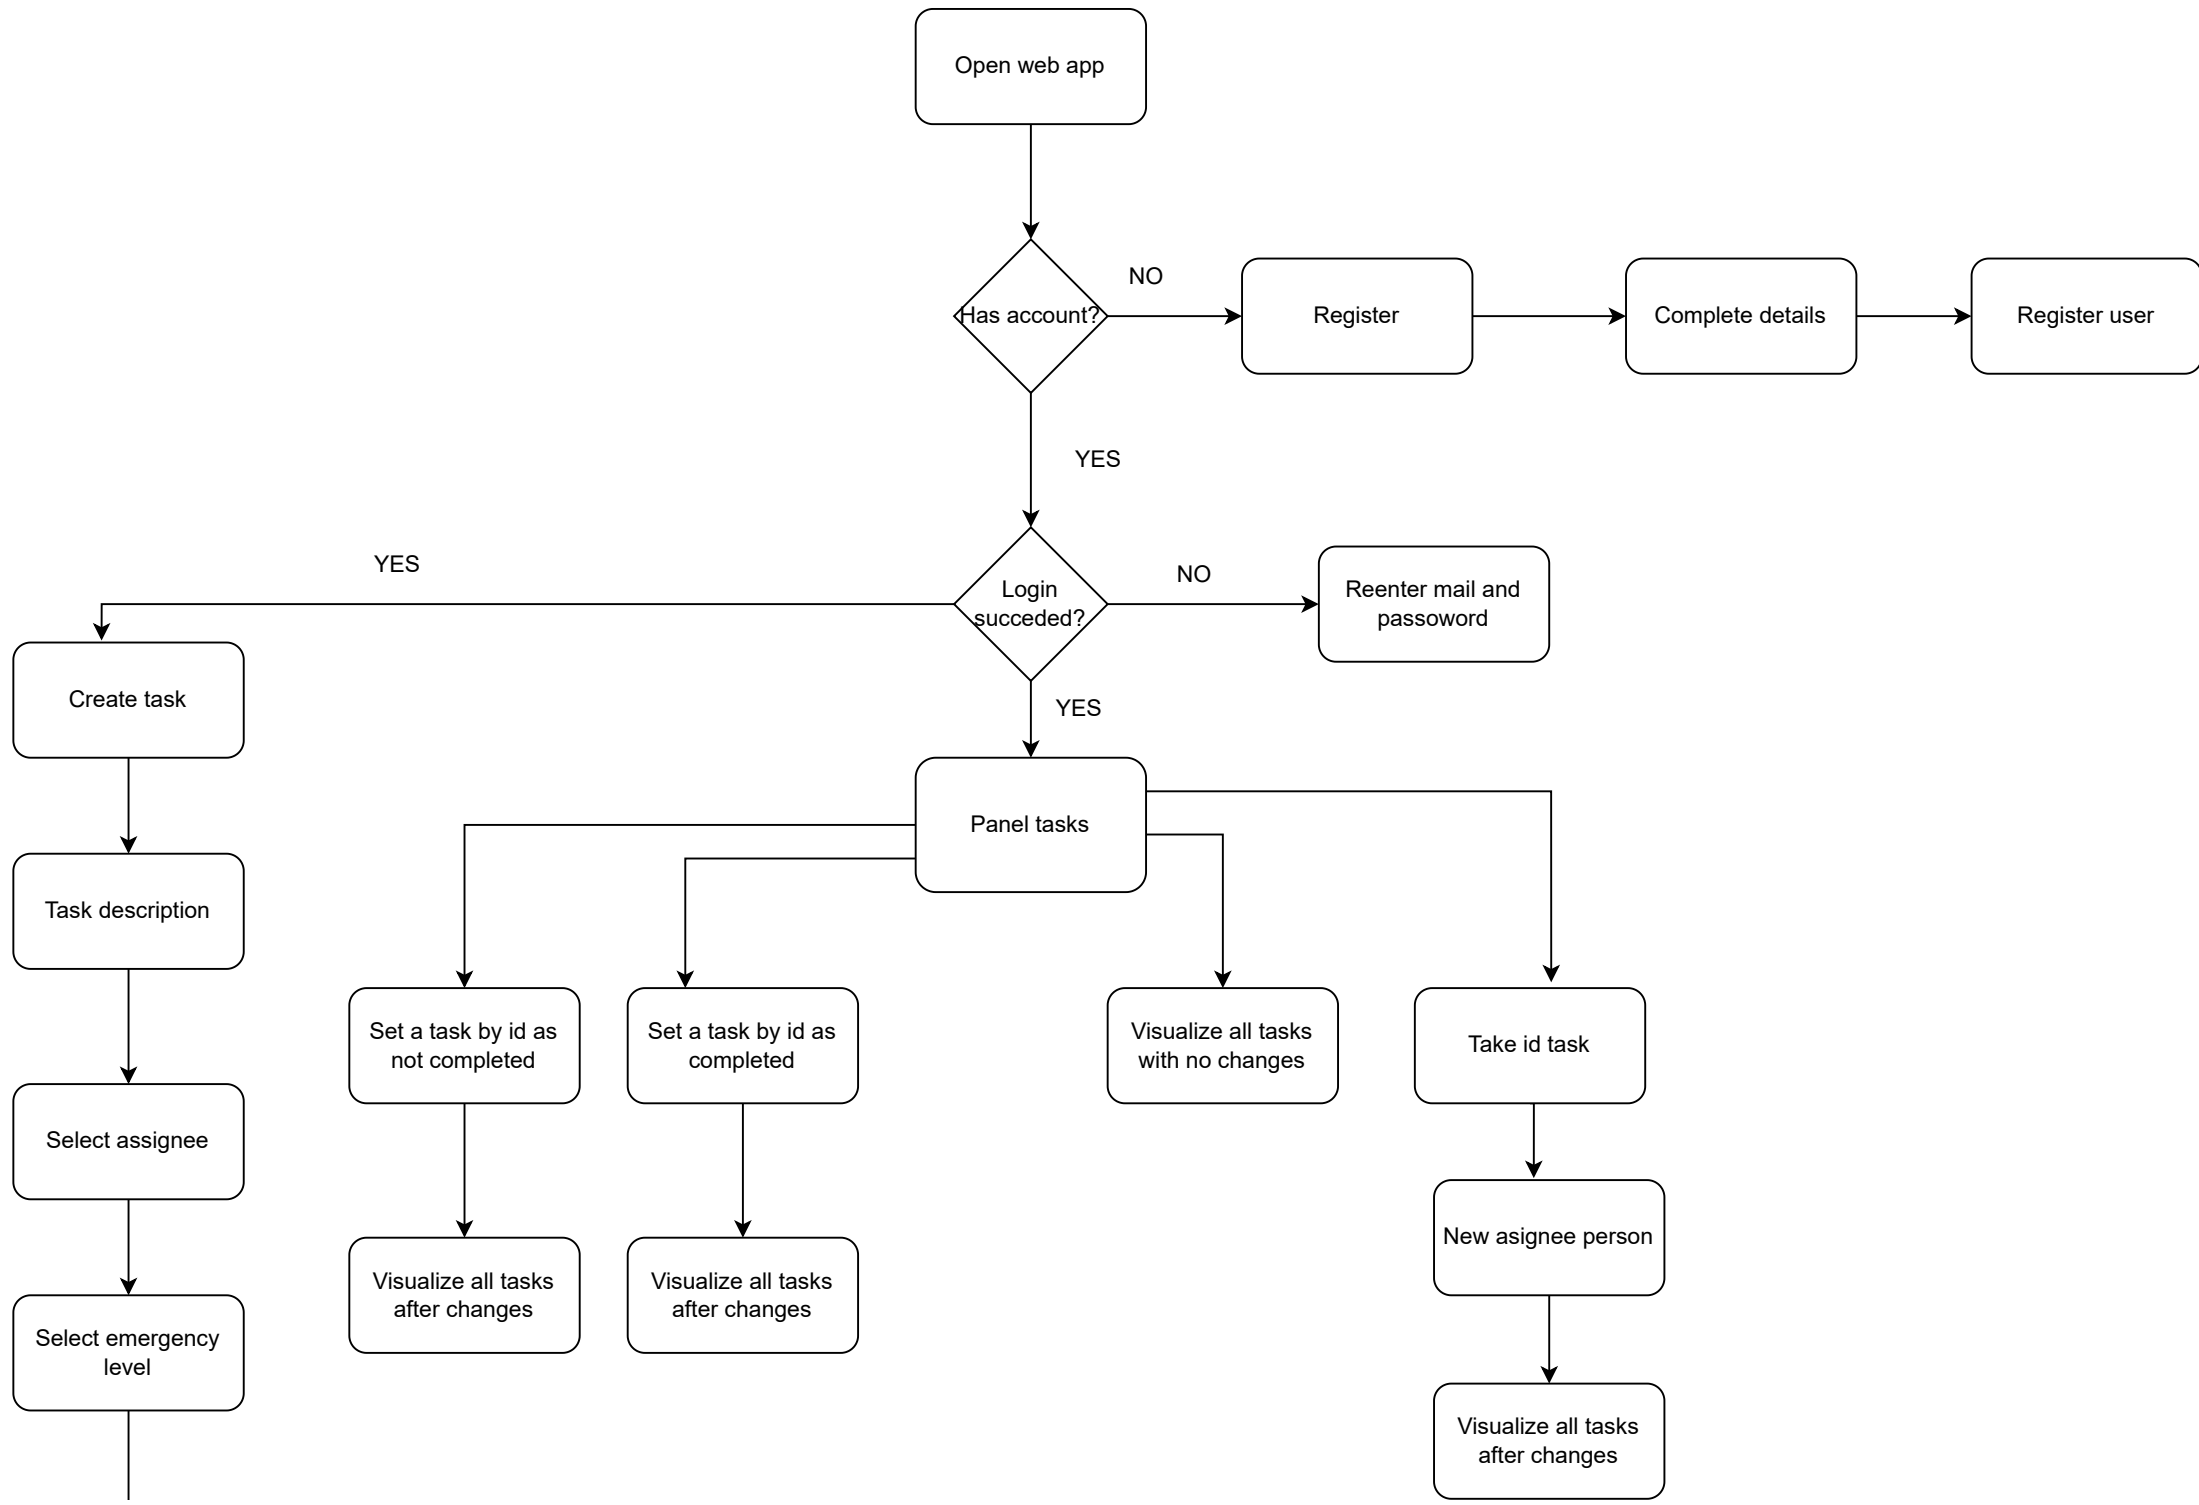 Open web app
NO
Has account?
Register
Complete details
Register user
YES
YES
Login
succeded?
NO
Reenter mail and
passoword
Create task
YES
Panel tasks
Task description
Set a task by id as
not completed
Set a task by id as
completed
Visualize all tasks
with no changes
Take id task
Select assignee
New asignee person
Visualize all tasks
after changes
Visualize all tasks
after changes
Select emergency
level
Visualize all tasks
after changes